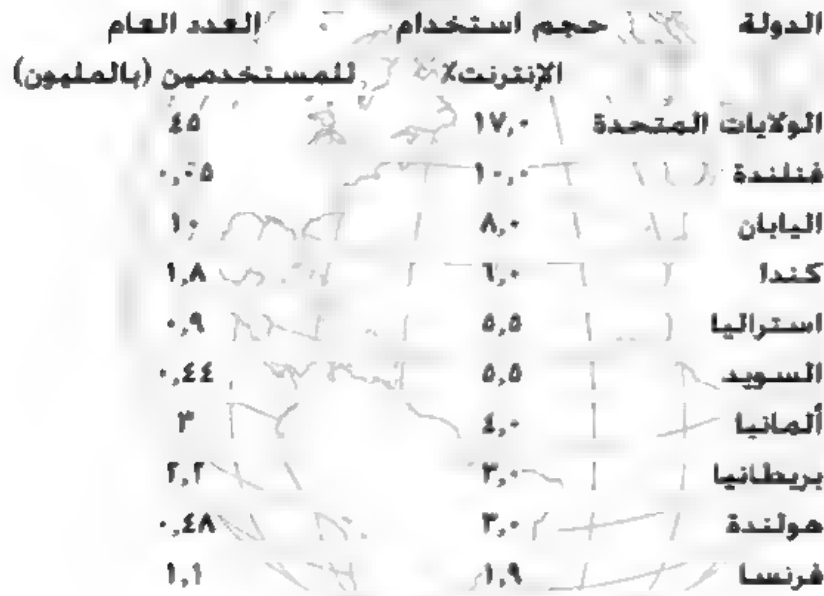 الدولة حجم استخدام العدد العام
الإنترنت٪ للمستخدمين (بالمليون)
الولايات المتحدة ١٧,٠ ٤٥
فنلندة ١٠,٠ ٠,٠٥
اليابان ٨,٠ ١٠
كندا ٦,٠ ١,٨
استراليا ٥,٥ ٠,٩
السويد ٥,٥ ٠,٤٤
ألمانيا ٤,٠ ٣
بريطانيا ٣,٠ ٢,٢
هولندة ٣,٠ ٠,٤٨
فرنسا ١,٩ ١,١